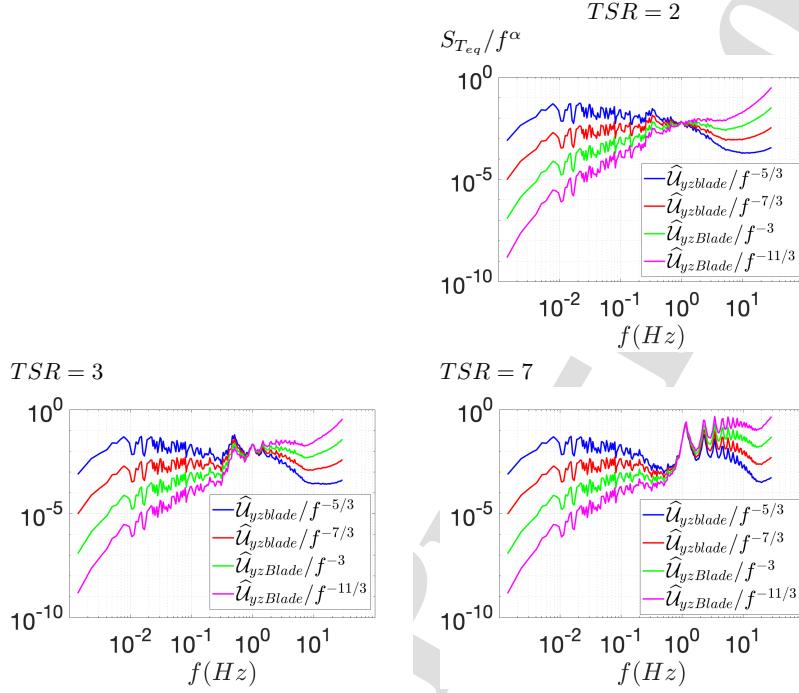 TSR = 2
S_{T_{eq}}/f^α
10^0
10^{-5}
10^{-10}
10^{-2} 10^{-1} 10^0 10^1
f(Hz)
Û_{yzblade}/f^{-5/3}
Û_{yzblade}/f^{-7/3}
Û_{yzBlade}/f^{-3}
Û_{yzBlade}/f^{-11/3}
TSR = 3
10^0
10^{-5}
10^{-10}
10^{-2} 10^{-1} 10^0 10^1
f(Hz)
Û_{yzblade}/f^{-5/3}
Û_{yzblade}/f^{-7/3}
Û_{yzBlade}/f^{-3}
Û_{yzBlade}/f^{-11/3}
TSR = 7
10^0
10^{-5}
10^{-10}
10^{-2} 10^{-1} 10^0 10^1
f(Hz)
Û_{yzblade}/f^{-5/3}
Û_{yzblade}/f^{-7/3}
Û_{yzBlade}/f^{-3}
Û_{yzBlade}/f^{-11/3}